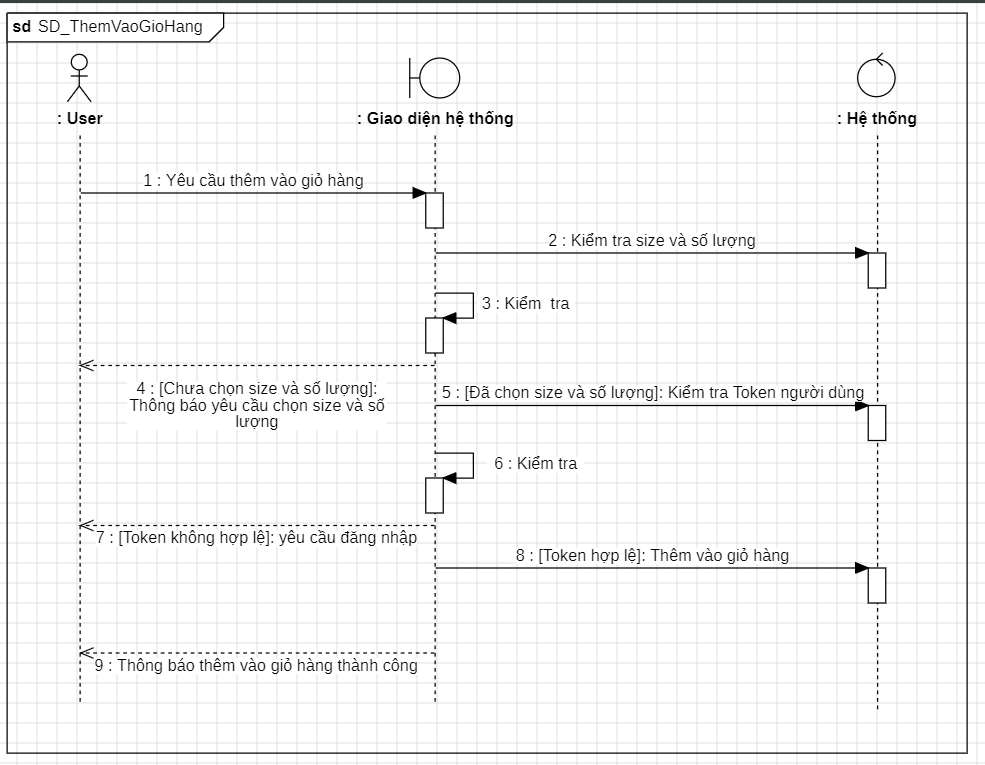 sd SD_ThemVaoGioHang
: User
: Giao diện hệ thống
: Hệ thống
1 : Yêu cầu thêm vào giỏ hàng
2 : Kiểm tra size và số lượng
3 : Kiểm  tra
4 : [Chưa chọn size và số lượng]:
Thông báo yêu cầu chọn size và số
lượng
5 : [Đã chọn size và số lượng]: Kiểm tra Token người dùng
6 : Kiểm tra
7 : [Token không hợp lệ]: yêu cầu đăng nhập
8 : [Token hợp lệ]: Thêm vào giỏ hàng
9 : Thông báo thêm vào giỏ hàng thành công